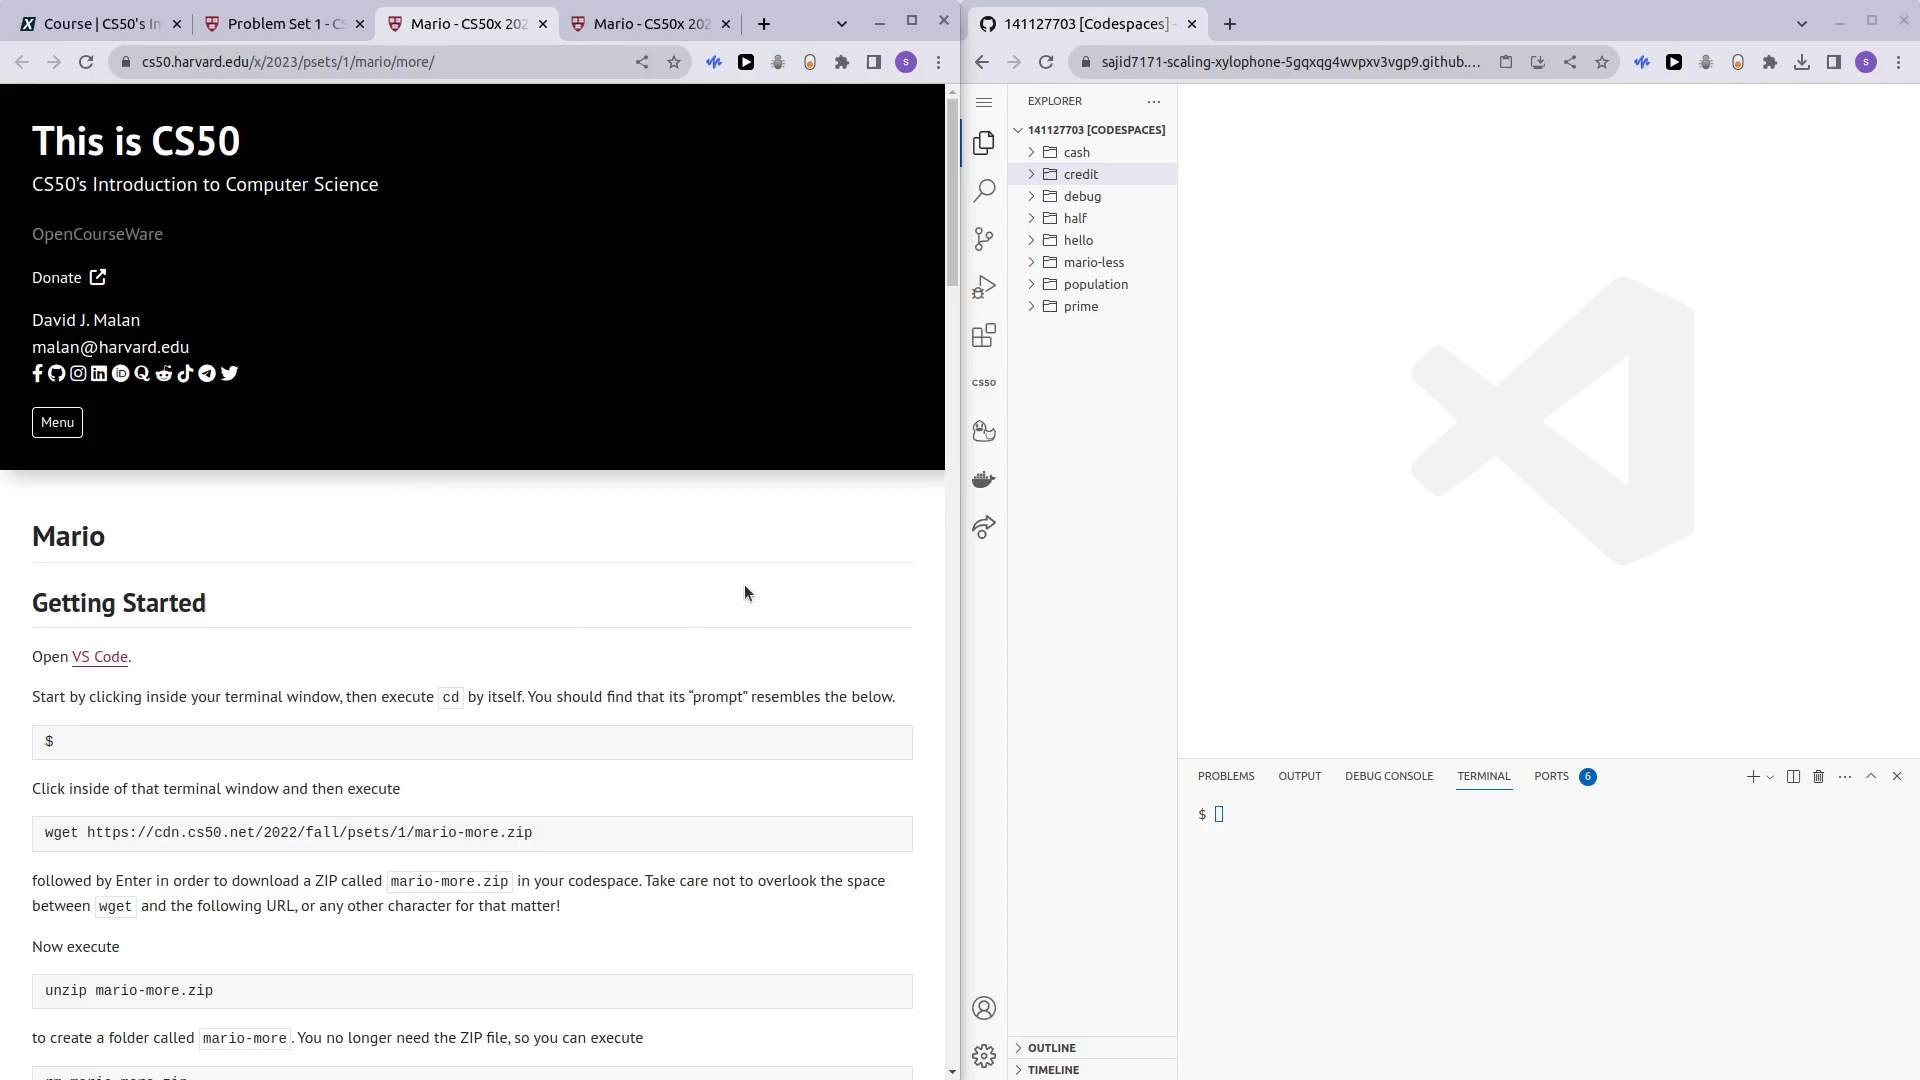 Course | CS50's In
Problem Set 1 - CS
Mario - CS50x 202
Mario - CS50x 202
cs50.harvard.edu/x/2023/psets/1/mario/more/
S
This is CS50
CS50's Introduction to Computer Science
OpenCourseWare
Donate
David J. Malan
malan@harvard.edu
Menu
Mario
Getting Started
Open VS Code.
Start by clicking inside your terminal window, then execute cd by itself. You should find that its “prompt” resembles the below.
$
Click inside of that terminal window and then execute
wget https://cdn.cs50.net/2022/fall/psets/1/mario-more.zip
followed by Enter in order to download a ZIP called mario-more.zip in your codespace. Take care not to overlook the space
between wget and the following URL, or any other character for that matter!
Now execute
unzip mario-more.zip
to create a folder called mario-more. You no longer need the ZIP file, so you can execute
rm mario-more.zip
141127703 [Codespaces] -
sajid7171-scaling-xylophone-5gqxqg4wvpxv3vgp9.github....
S
EXPLORER
141127703 [CODESPACES]
cash
credit
debug
half
hello
mario-less
population
prime
CS50
OUTLINE
TIMELINE
PROBLEMS
OUTPUT
DEBUG CONSOLE
TERMINAL
PORTS
6
$